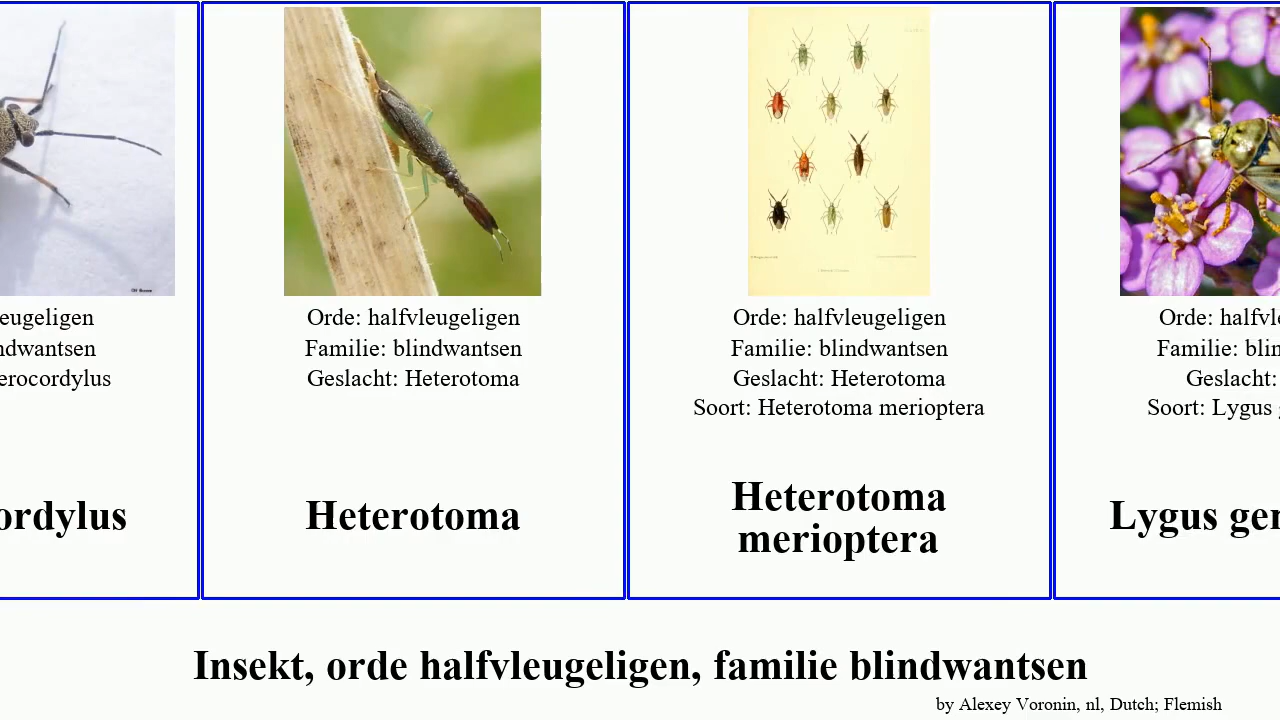 eugeligen
ndwantsen
erocordylus
ordylus
Orde: halfvleugeligen
Familie: blindwantsen
Geslacht: Heterotoma
Heterotoma
Orde: halfvleugeligen
Familie: blindwantsen
Geslacht: Heterotoma
Soort: Heterotoma merioptera
Heterotoma
merioptera
Orde: halfvl
Familie: blin
Geslacht:
Soort: Lygus
Lygus ge
Insekt, orde halfvleugeligen, familie blindwantsen
by Alexey Voronin, nl, Dutch; Flemish